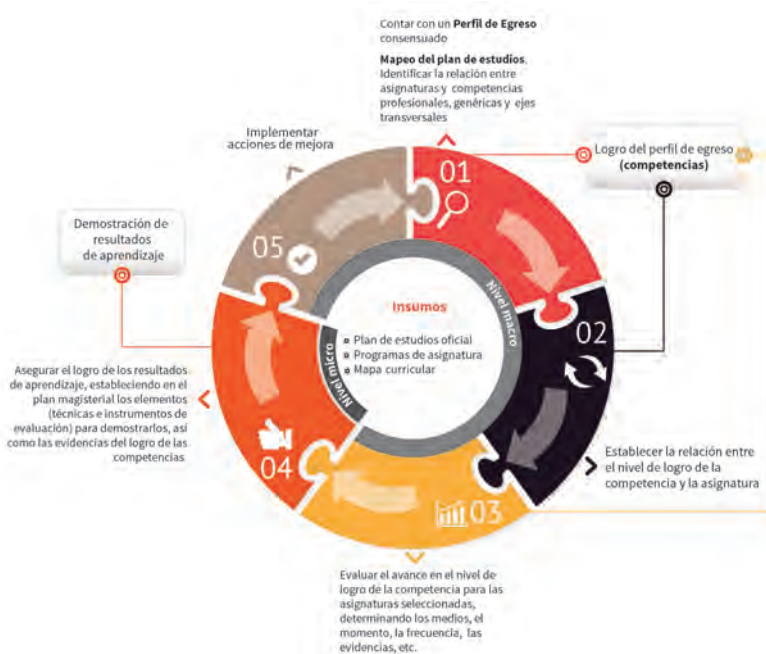 Contar con un Perfil de Egreso
consensuado
Mapeo del plan de estudios.
Identificar la relación entre
asignaturas y competencias
profesionales, genéricas y ejes
transversales
Implementar
acciones de mejora
01
Logro del perfil de egreso
(competencias)
Demostración de
resultados
de aprendizaje
05
Insumos
Plan de estudios oficial
Programas de asignatura
Mapa curricular
Nivel macro
Nivel micro
02
Asegurar el logro de los resultados
de aprendizaje, estableciendo en el
plan magisterial los elementos
(técnicas e instrumentos de
evaluación) para demostrarlos, así
como las evidencias del logro de las
competencias
04
03
Establecer la relación entre
el nivel de logro de la
competencia y la asignatura
Evaluar el avance en el nivel de
logro de la competencia para las
asignaturas seleccionadas,
determinando los medios, el
momento, la frecuencia, las
evidencias, etc.